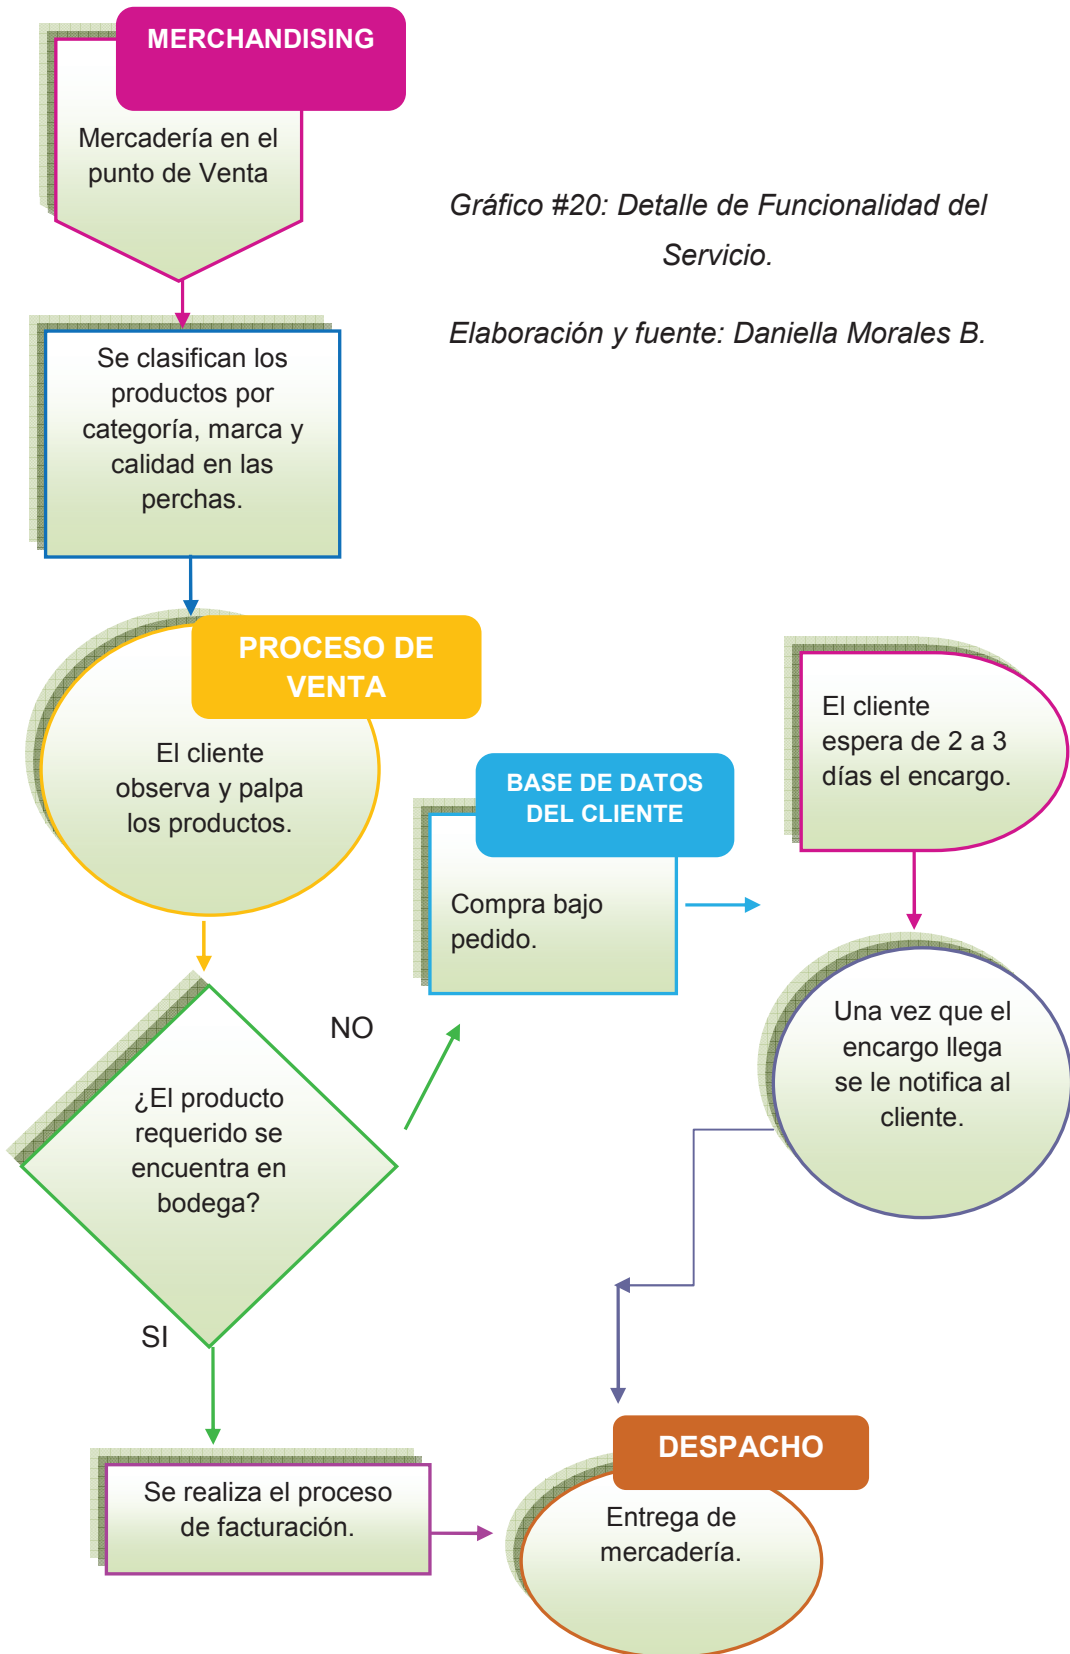 MERCHANDISING
Mercadería en el
punto de Venta
Gráfico #20: Detalle de Funcionalidad del
Servicio.
Elaboración y fuente: Daniella Morales B.
Se clasifican los
productos por
categoría, marca y
calidad en las
perchas.
PROCESO DE
VENTA
El cliente
observa y palpa
los productos.
BASE DE DATOS
DEL CLIENTE
Compra bajo
pedido.
El cliente
espera de 2 a 3
días el encargo.
Una vez que el
encargo llega
se le notifica al
cliente.
NO
¿El producto
requerido se
encuentra en
bodega?
SI
Se realiza el proceso
de facturación.
DESPACHO
Entrega de
mercadería.